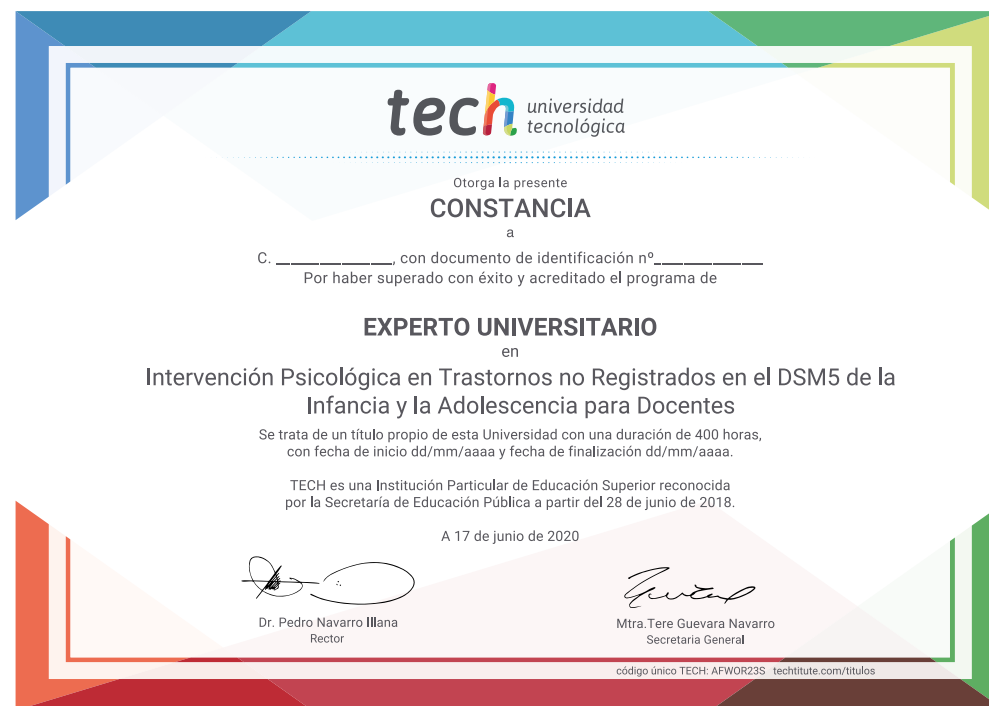 tech universidad
tecnológica
Otorga la presente
CONSTANCIA
a
C. ______________, con documento de identificación nº_____________
Por haber superado con éxito y acreditado el programa de
EXPERTO UNIVERSITARIO
en
Intervención Psicológica en Trastornos no Registrados en el DSM5 de la
Infancia y la Adolescencia para Docentes
Se trata de un título propio de esta Universidad con una duración de 400 horas,
con fecha de inicio dd/mm/aaaa y fecha de finalización dd/mm/aaaa.
TECH es una Institución Particular de Educación Superior reconocida
por la Secretaría de Educación Pública a partir del 28 de junio de 2018.
A 17 de junio de 2020
Dr. Pedro Navarro Illana
Rector
Mtra.Tere Guevara Navarro
Secretaria General
código único TECH: AFWOR23S techtitute.com/titulos